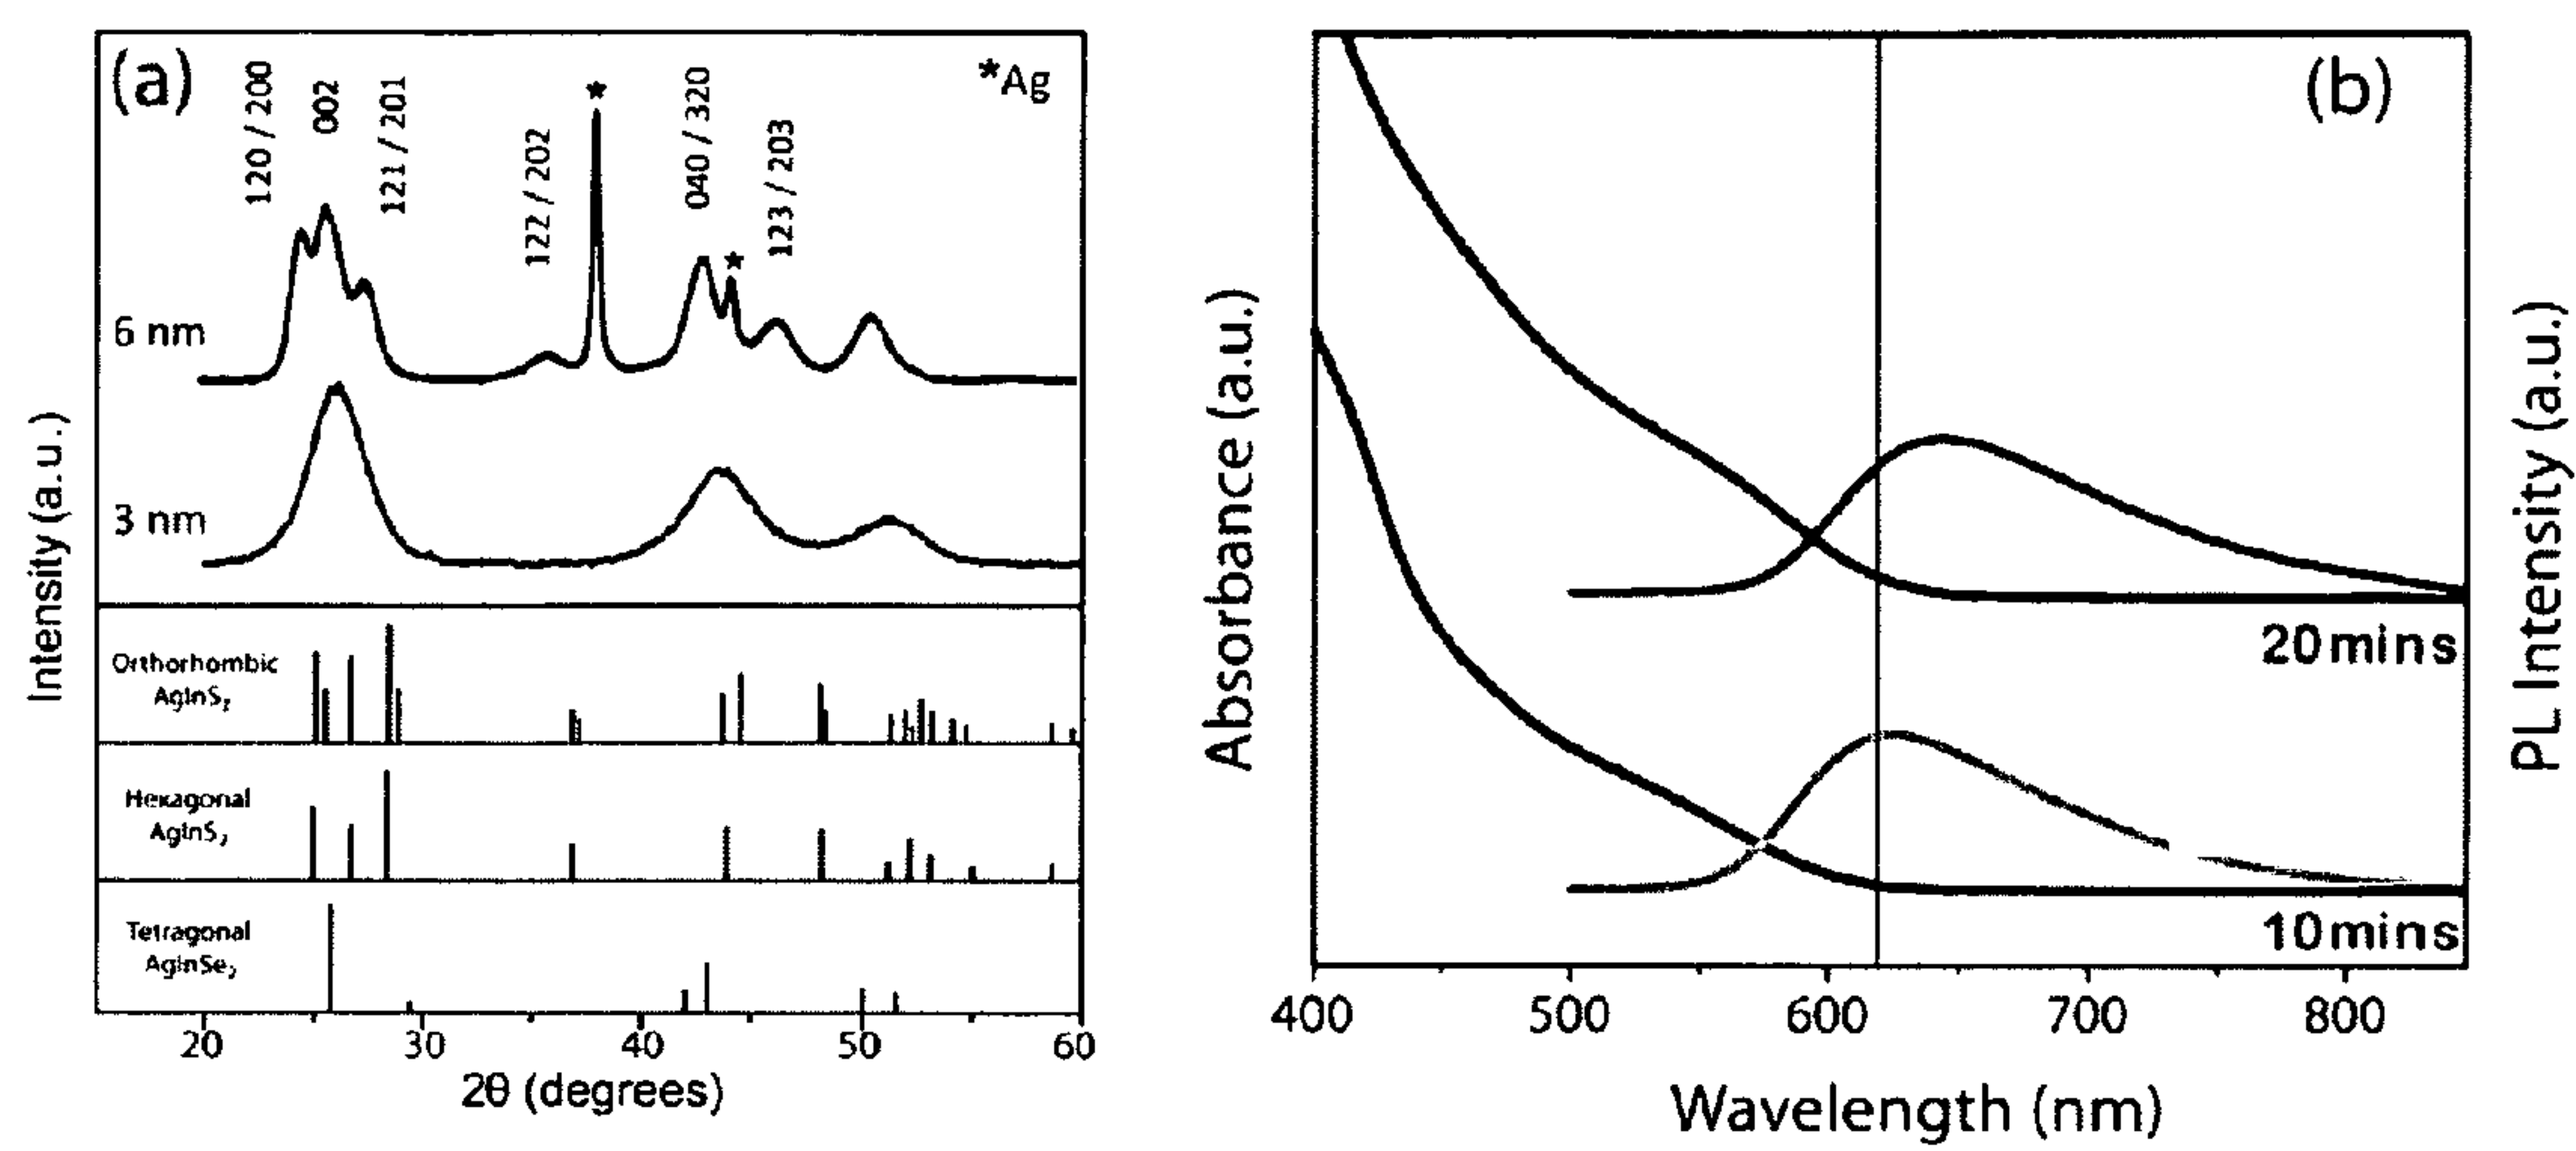 (a)
120 / 200
002
121 / 201
122 / 202
*
040 / 320
*
123 / 203
*Ag
6 nm
3 nm
Orthorhombic
AgInS₂
Hexagonal
AgInS₂
Tetragonal
AgInSe₂
Intensity (a.u.)
20 30 40 50 60
2θ (degrees)
(b)
Absorbance (a.u.)
PL Intensity (a.u.)
20 mins
10 mins
400 500 600 700 800
Wavelength (nm)